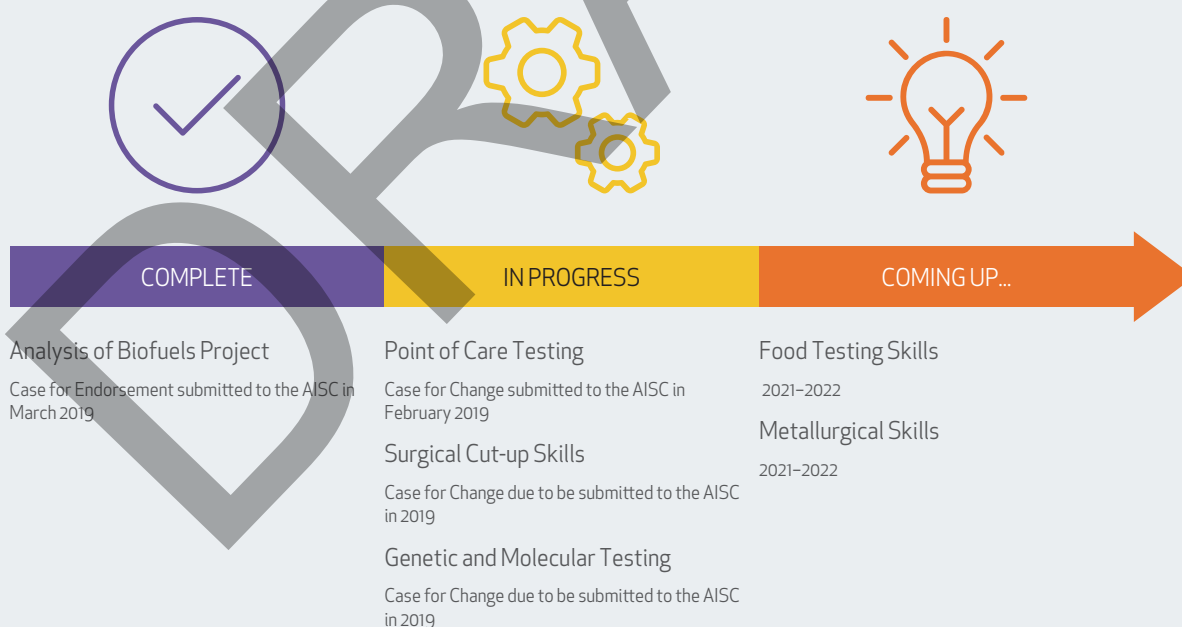 COMPLETE
IN PROGRESS
COMING UP...
Analysis of Biofuels Project
Case for Endorsement submitted to the AISC in
March 2019
Point of Care Testing
Case for Change submitted to the AISC in
February 2019
Surgical Cut-up Skills
Case for Change due to be submitted to the AISC
in 2019
Genetic and Molecular Testing
Case for Change due to be submitted to the AISC
in 2019
Food Testing Skills
2021–2022
Metallurgical Skills
2021–2022